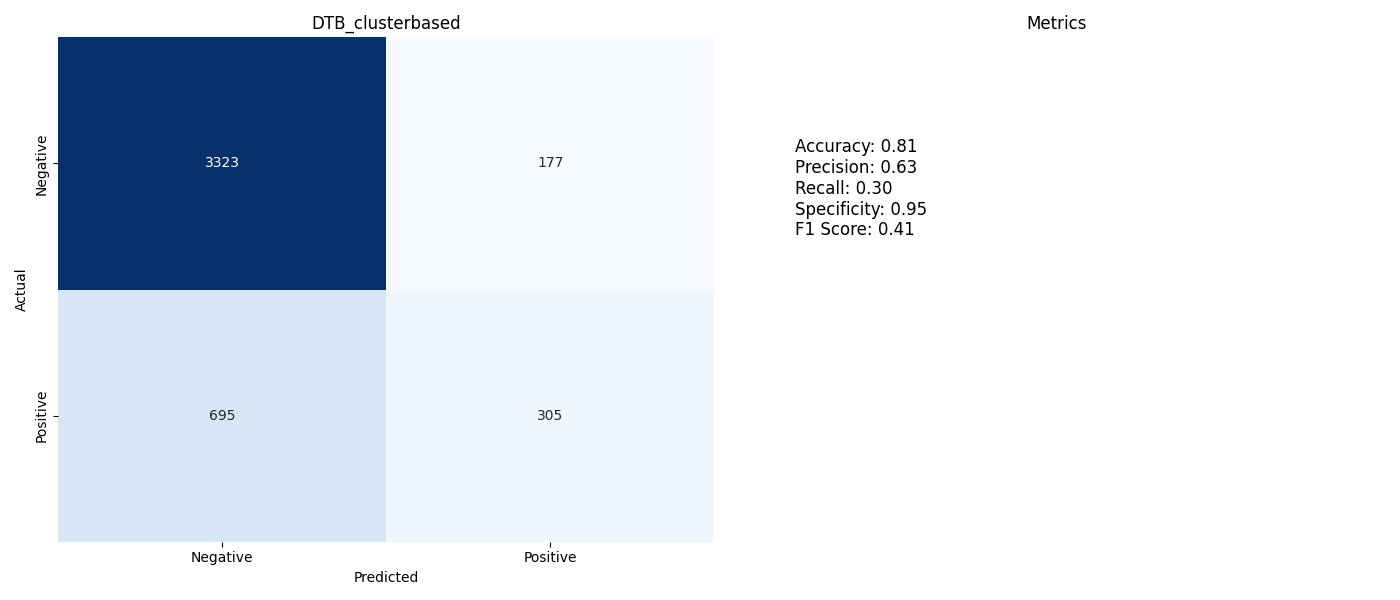 DTB_clusterbased
Metrics
Actual
Negative
3323
177
Positive
695
305
Negative
Positive
Predicted
Accuracy: 0.81
Precision: 0.63
Recall: 0.30
Specificity: 0.95
F1 Score: 0.41